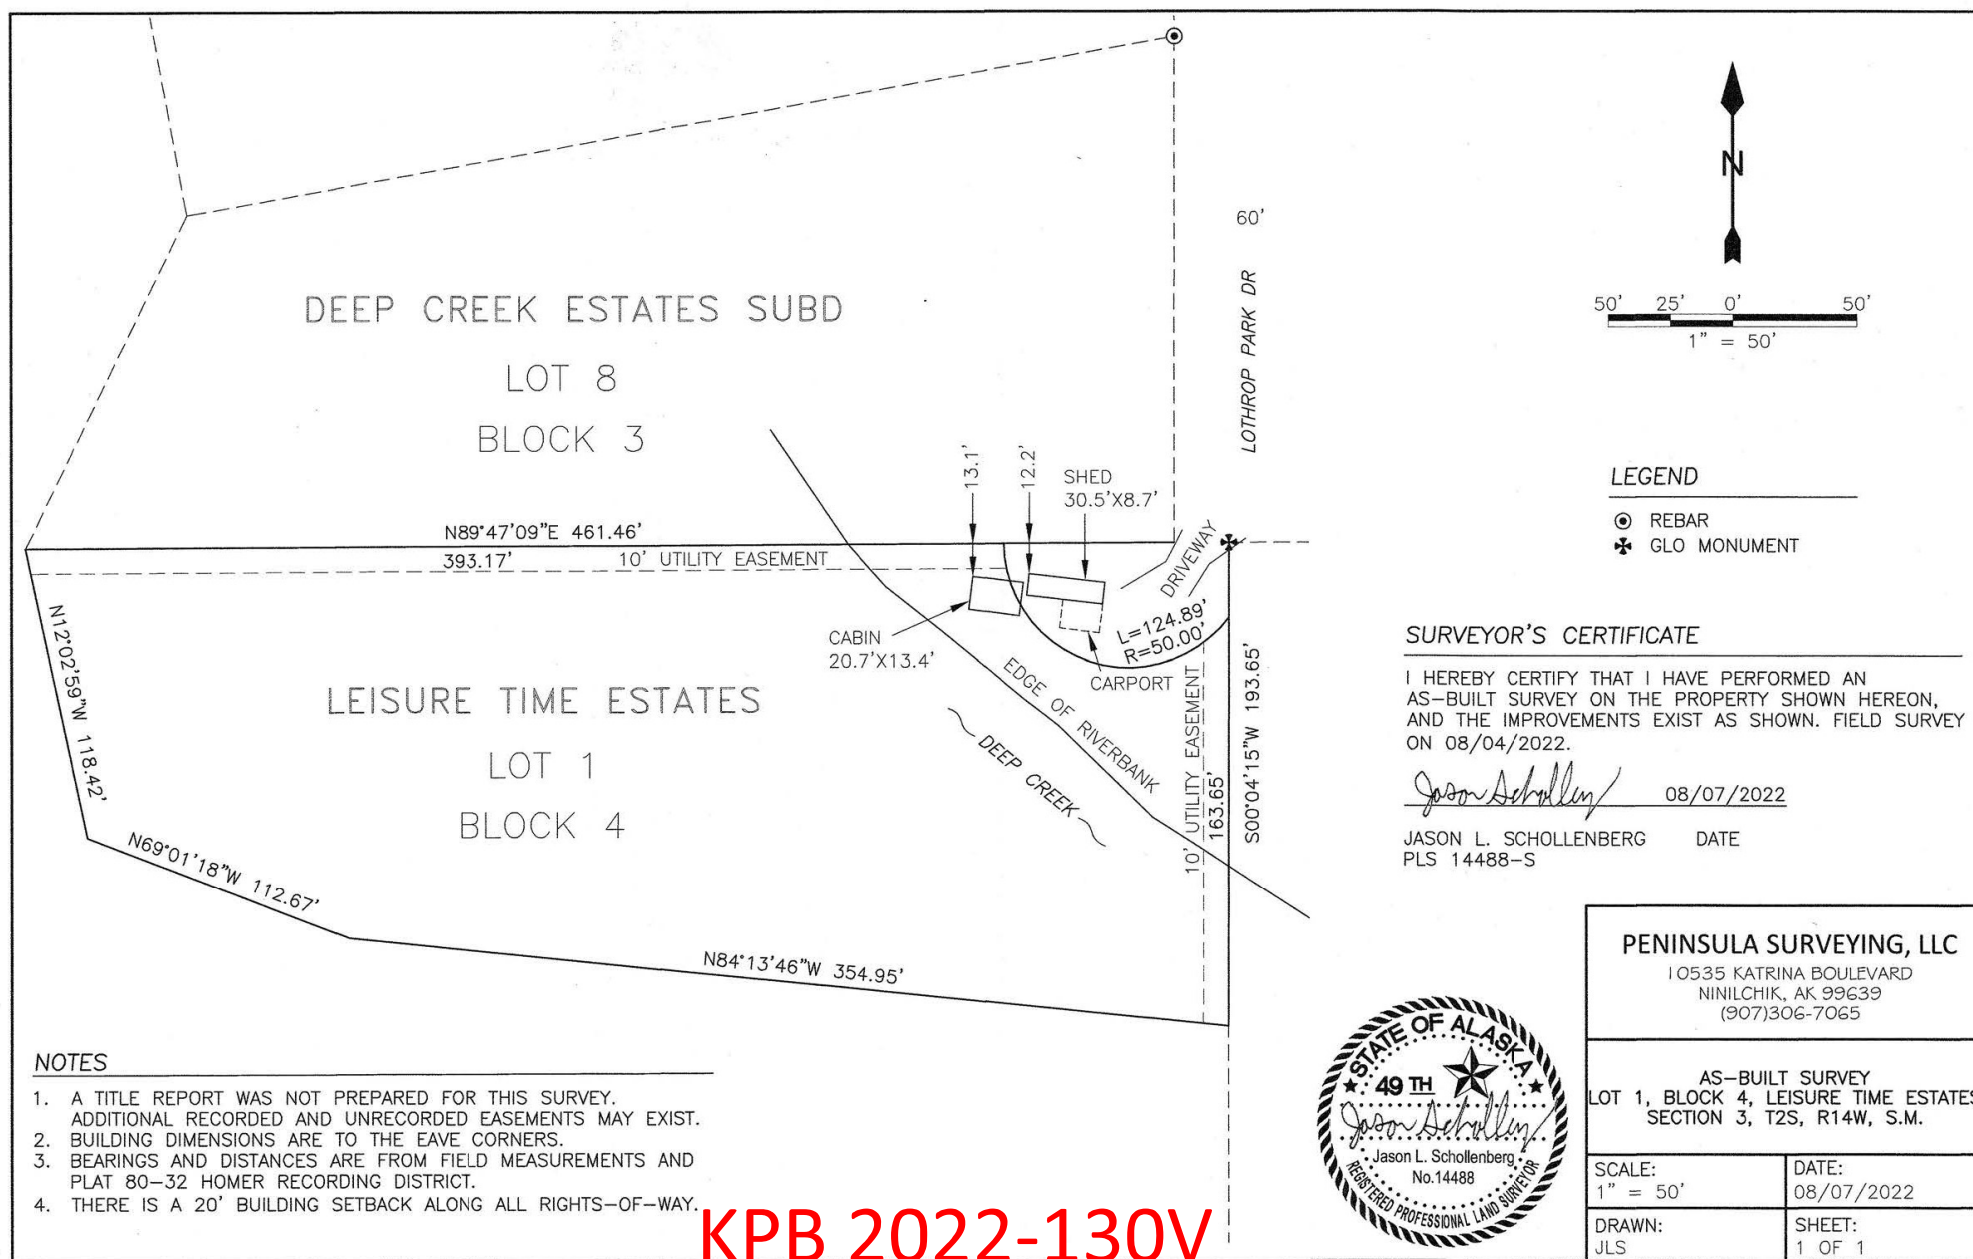 DEEP CREEK ESTATES SUBD
LOT 8
BLOCK 3
60'
LOTHROP PARK DR
N
50' 25' 0' 50'
1" = 50'
LEGEND
REBAR
GLO MONUMENT
13.1'
12.2'
SHED
30.5'X8.7'
N89°47'09"E 461.46'
393.17'
10' UTILITY EASEMENT
DRIVEWAY
L=124.89'
R=50.00'
CABIN
20.7'X13.4'
CARPORT
EDGE OF RIVERBANK
DEEP CREEK
N12°02'59"W 118.42'
LEISURE TIME ESTATES
LOT 1
BLOCK 4
10' UTILITY EASEMENT
163.65'
S00°04'15"W 193.65'
N69°01'18"W 112.67'
N84°13'46"W 354.95'
SURVEYOR'S CERTIFICATE
I HEREBY CERTIFY THAT I HAVE PERFORMED AN
AS-BUILT SURVEY ON THE PROPERTY SHOWN HEREON,
AND THE IMPROVEMENTS EXIST AS SHOWN. FIELD SURVEY
ON 08/04/2022.
08/07/2022
JASON L. SCHOLLENBERG DATE
PLS 14488-S
NOTES
1. A TITLE REPORT WAS NOT PREPARED FOR THIS SURVEY.
ADDITIONAL RECORDED AND UNRECORDED EASEMENTS MAY EXIST.
2. BUILDING DIMENSIONS ARE TO THE EAVE CORNERS.
3. BEARINGS AND DISTANCES ARE FROM FIELD MEASUREMENTS AND
PLAT 80-32 HOMER RECORDING DISTRICT.
4. THERE IS A 20' BUILDING SETBACK ALONG ALL RIGHTS-OF-WAY.
KPB 2022-130V
STATE OF ALASKA
49 TH
Jason L. Schollenberg
No.14488
REGISTERED PROFESSIONAL LAND SURVEYOR
PENINSULA SURVEYING, LLC
10535 KATRINA BOULEVARD
NINILCHIK, AK 99639
(907)306-7065
AS-BUILT SURVEY
LOT 1, BLOCK 4, LEISURE TIME ESTATES
SECTION 3, T2S, R14W, S.M.
SCALE:
1" = 50'
DATE:
08/07/2022
DRAWN:
JLS
SHEET:
1 OF 1